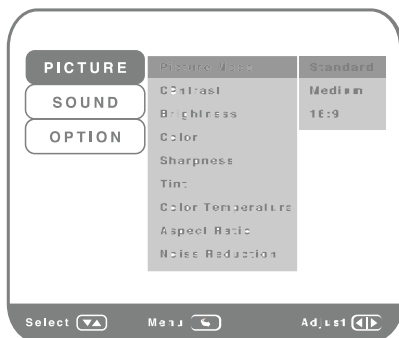 PICTURE
SOUND
OPTION
Picture Mode
Contrast
Brightness
Color
Sharpness
Tint
Color Temperature
Aspect Ratio
Noise Reduction
Standard
Medium
16:9
Select
Menu
Adjust